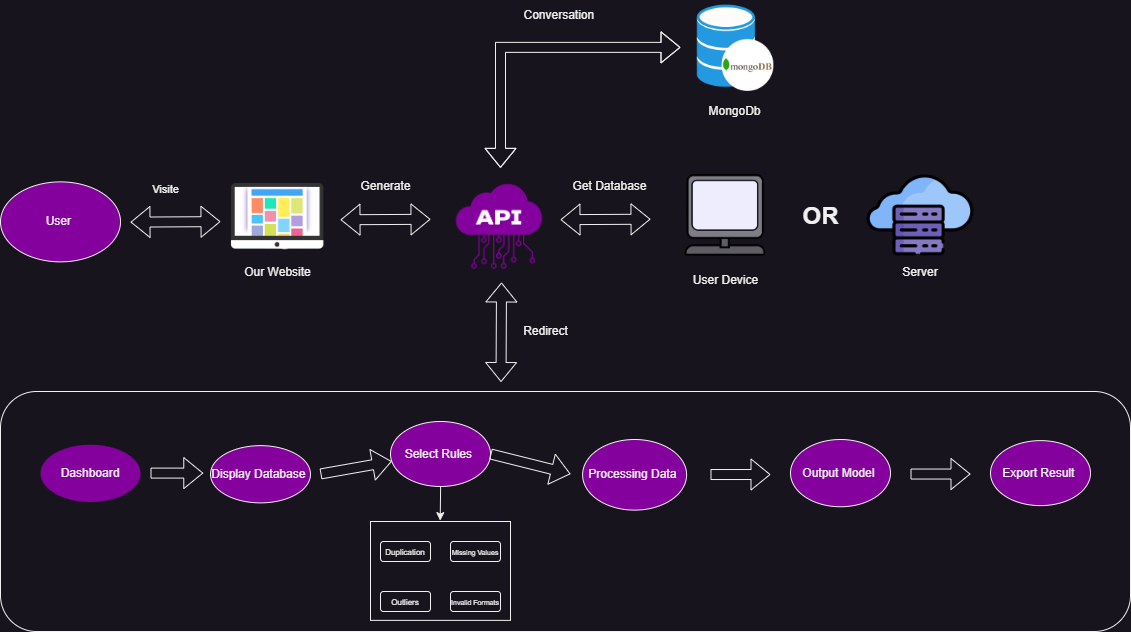 Conversation
mongoDB
MongoDb
Visite
Generate
Get Database
User
API
OR
Our Website
User Device
Server
Redirect
Dashboard
Display Database
Select Rules
Processing Data
Output Model
Export Result
Duplication
Missing Values
Outliers
Invalid Formats